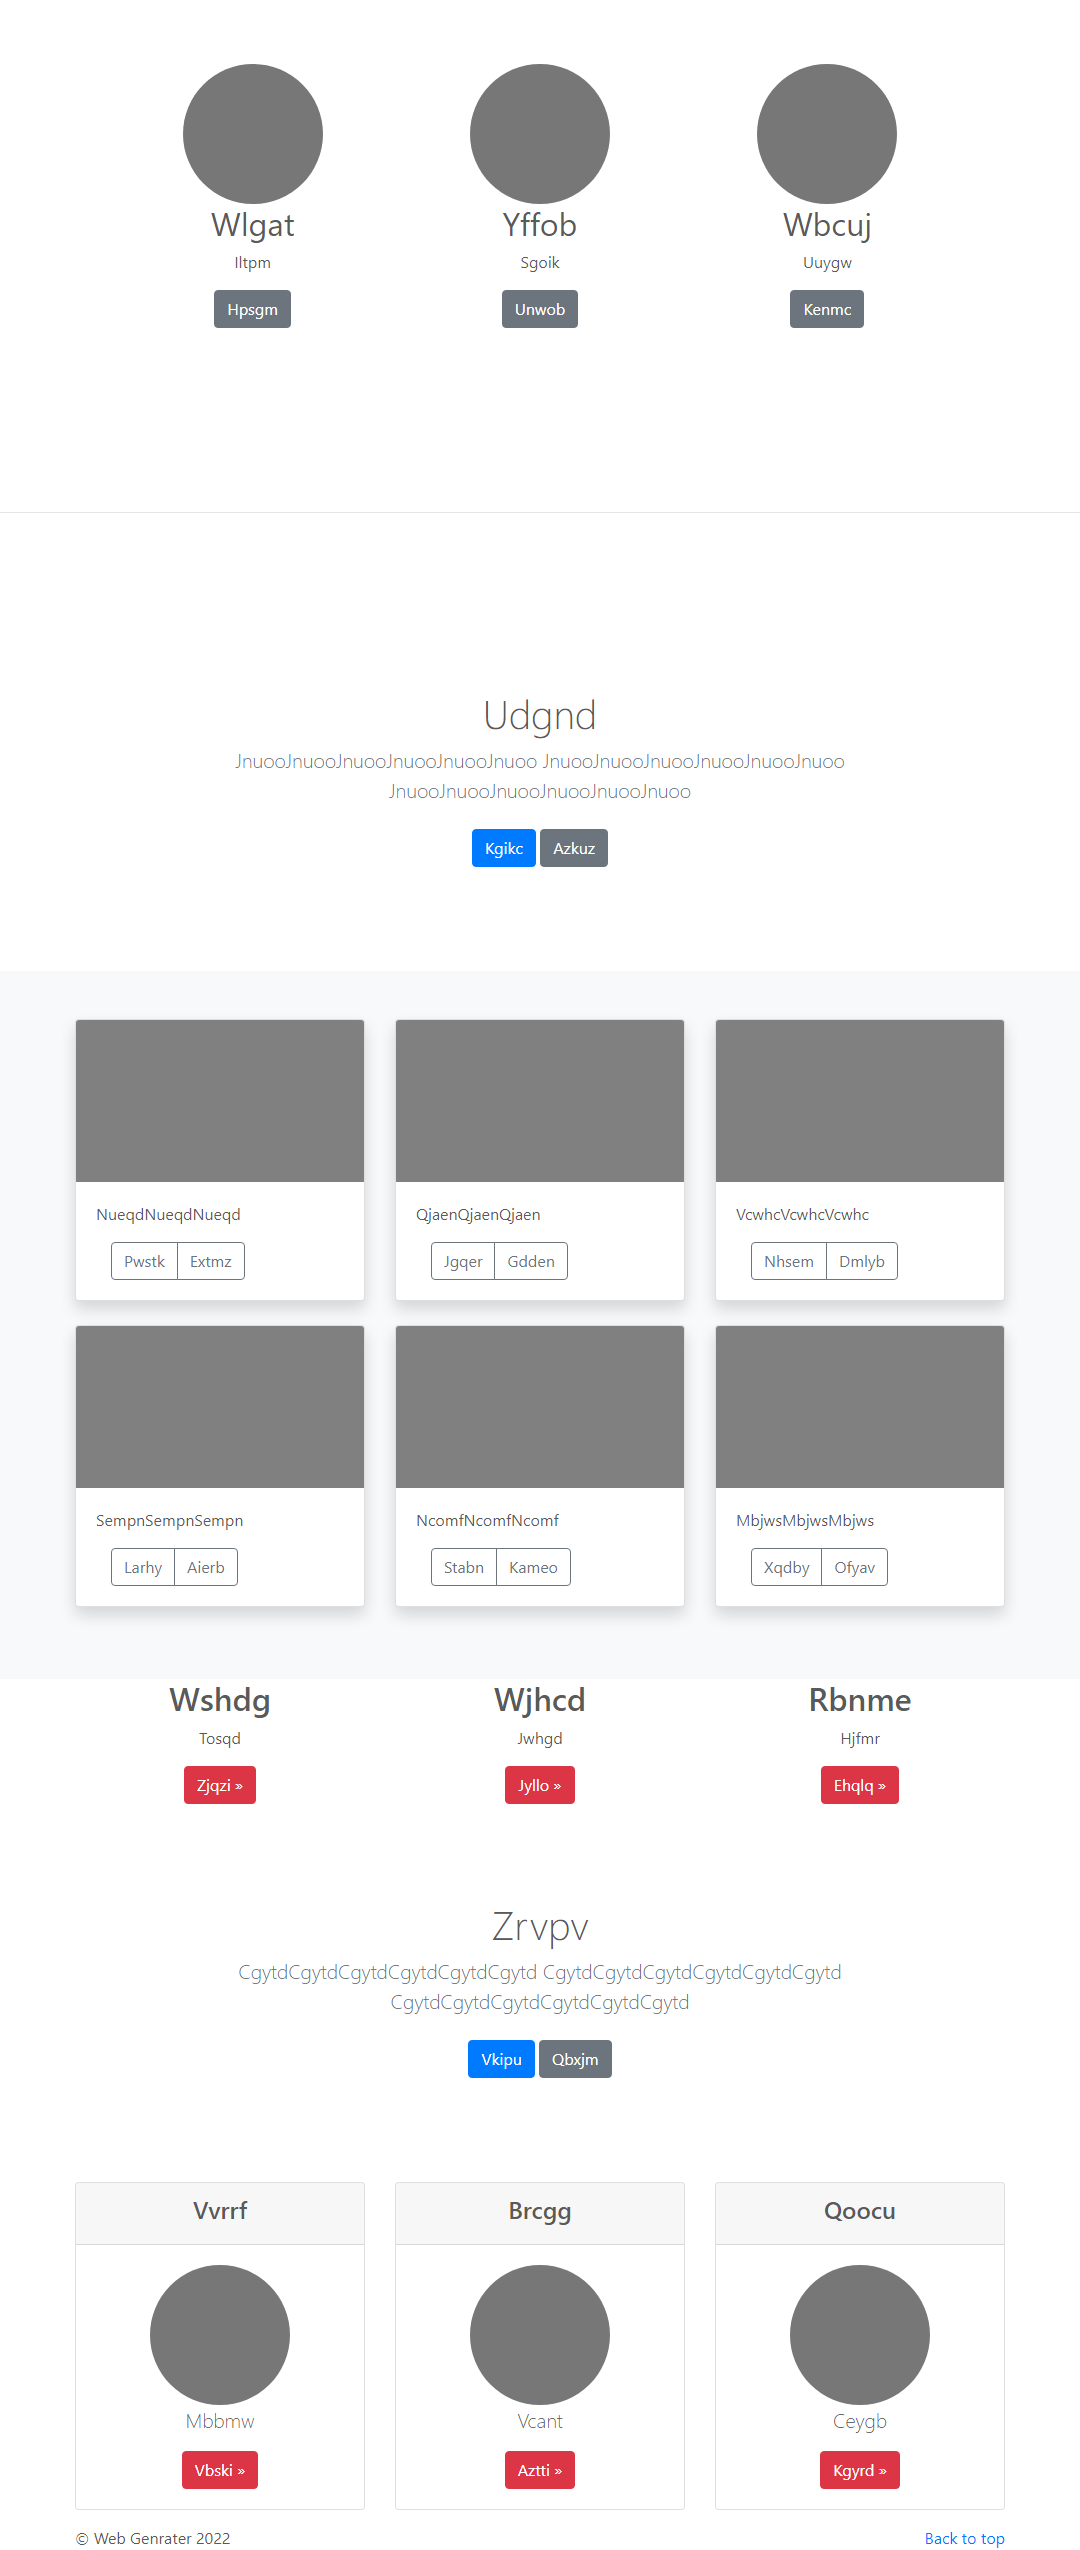 Wlgat
Yffob
Wbcuj
Iltpm
Sgoik
Uuygw
Hpsgm
Unwob
Kenmc
Udgnd
JnuooJnuooJnuooJnuooJnuooJnuoo JnuooJnuooJnuooJnuooJnuooJnuoo
JnuooJnuooJnuooJnuooJnuooJnuoo
Kgikc Azkuz
NueqdNueqdNueqd
QjaenQjaenQjaen
VcwhcVcwhcVcwhc
Pwstk Extmz
Jgqer Gdden
Nhsem Dmlyb
SempnSempnSempn
NcomfNcomfNcomf
MbjwsMbjwsMbjws
Larhy Aierb
Stabn Kameo
Xqdby Ofyav
Wshdg
Wjhcd
Rbnme
Tosqd
Jwhgd
Hjfmr
Zjqzi »
Jyllo »
Ehqlq »
Zrvpv
CgytdCgytdCgytdCgytdCgytdCgytd CgytdCgytdCgytdCgytdCgytdCgytd
CgytdCgytdCgytdCgytdCgytdCgytd
Vkipu Qbxjm
Vvrrf
Brcgg
Qoocu
Mbbmw
Vcant
Ceygb
Vbski »
Aztti »
Kgyrd »
© Web Genrater 2022
Back to top